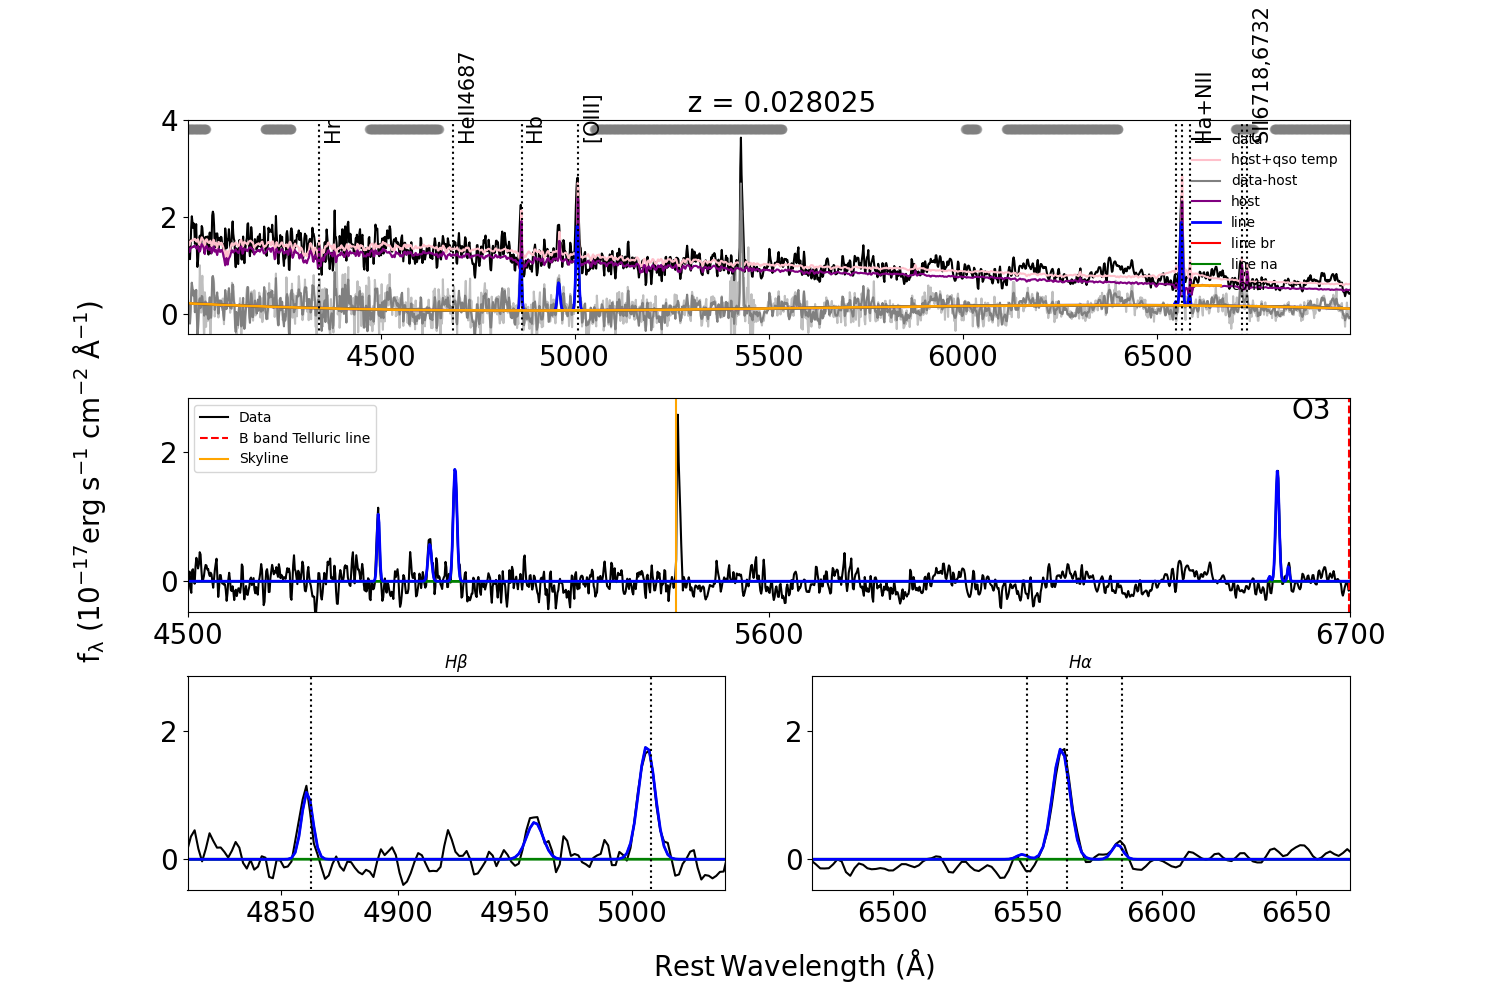 z = 0.028025
Hr
HeII4687
Hb
[OIII]
Ha+NII
SII6718,6732
4
2
0
data
host+qso temp
data-host
host
line
line br
line na
4500
5000
5500
6000
6500
fλ (10⁻¹⁷erg s⁻¹ cm⁻² Å⁻¹)
O3
Data
B band Telluric line
Skyline
2
0
4500
5600
6700
Hβ
2
0
4850
4900
4950
5000
Hα
2
0
6500
6550
6600
6650
Rest Wavelength (Å)